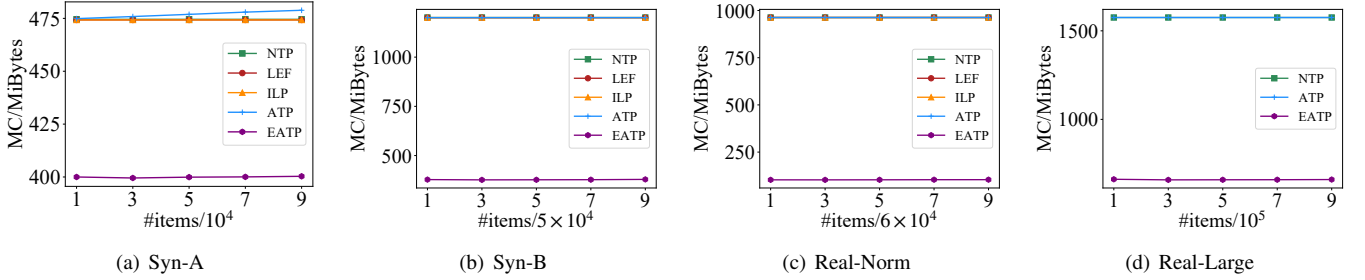 MC/MiBytes
475
450
425
400
NTP
LEF
ILP
ATP
EATP
1 3 5 7 9
#items/10^4
(a) Syn-A
MC/MiBytes
1000
750
500
NTP
LEF
ILP
ATP
EATP
1 3 5 7 9
#items/5×10^4
(b) Syn-B
MC/MiBytes
1000
750
500
250
NTP
LEF
ILP
ATP
EATP
1 3 5 7 9
#items/6×10^4
(c) Real-Norm
MC/MiBytes
1500
1000
NTP
ATP
EATP
1 3 5 7 9
#items/10^5
(d) Real-Large